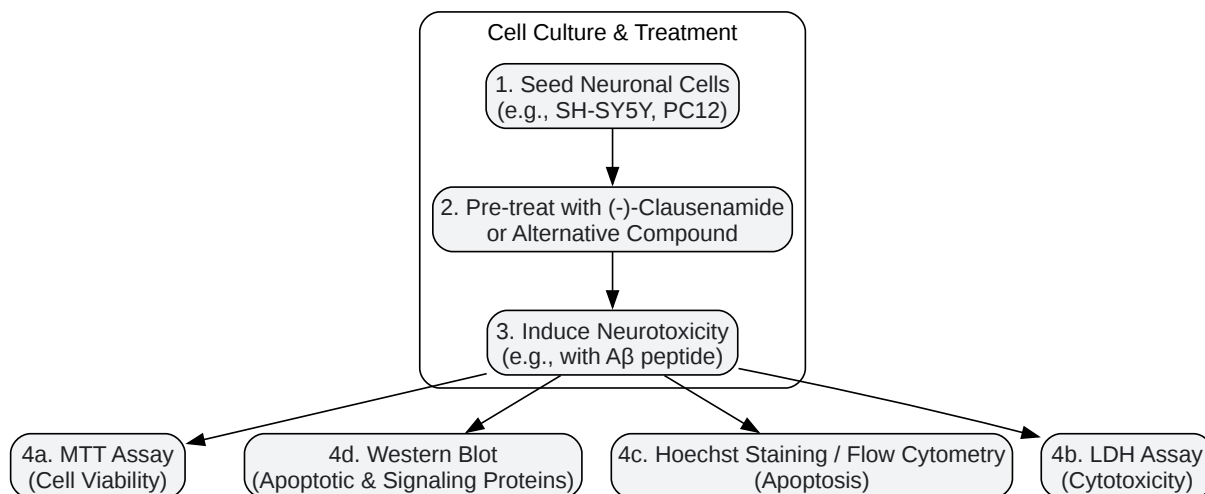 Cell Culture & Treatment
1. Seed Neuronal Cells
(e.g., SH-SY5Y, PC12)
2. Pre-treat with (-)-Clausenamide
or Alternative Compound
3. Induce Neurotoxicity
(e.g., with Aβ peptide)
4a. MTT Assay
(Cell Viability)
4d. Western Blot
(Apoptotic & Signaling Proteins)
4c. Hoechst Staining / Flow Cytometry
(Apoptosis)
4b. LDH Assay
(Cytotoxicity)